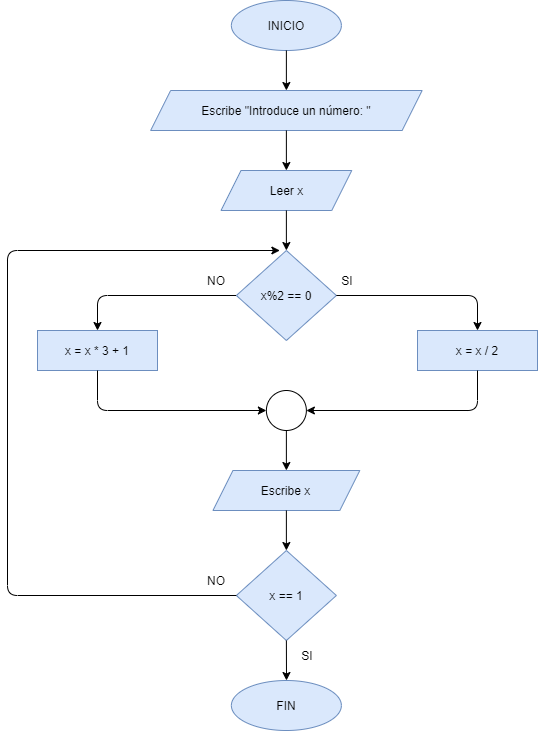 INICIO
Escribe "Introduce un número: "
Leer x
x%2 == 0
NO
SI
x = x * 3 + 1
x = x / 2
Escribe x
x == 1
NO
SI
FIN